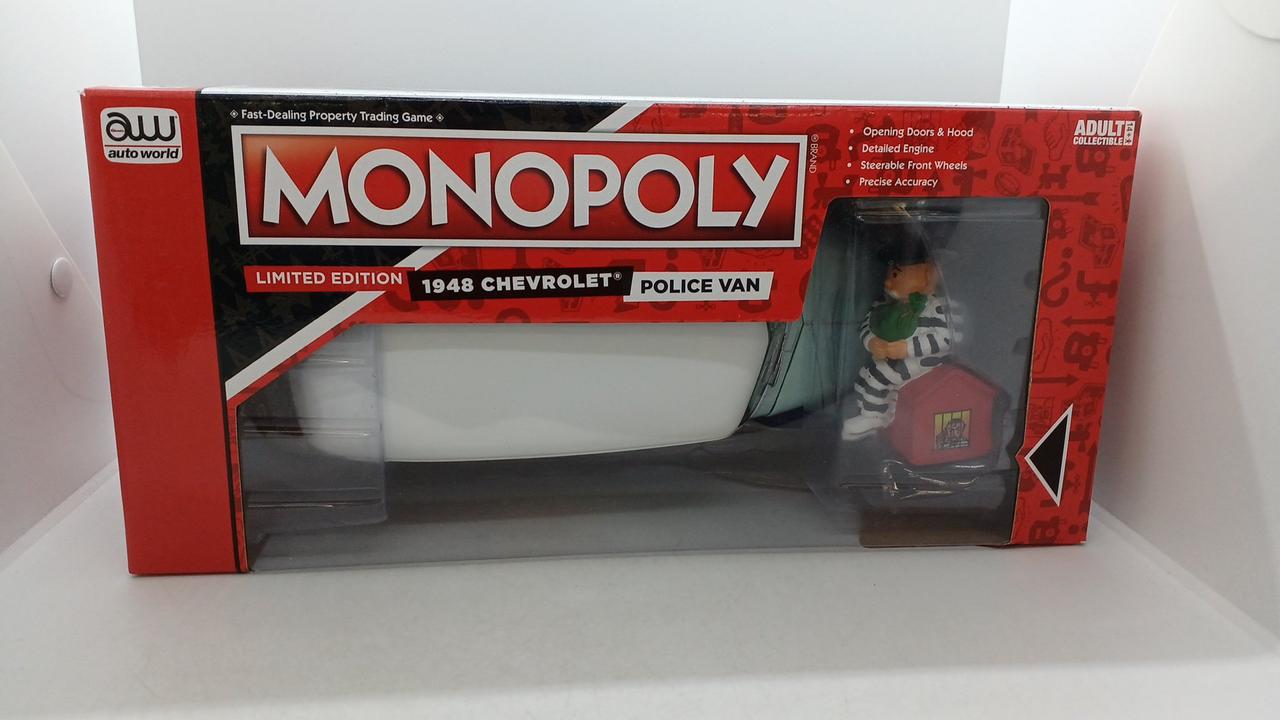 aw
auto world
Fast-Dealing Property Trading Game
MONOPOLY
®BRAND
LIMITED EDITION
1948 CHEVROLET®
POLICE VAN
• Opening Doors & Hood
• Detailed Engine
• Steerable Front Wheels
• Precise Accuracy
ADULT
COLLECTIBLE